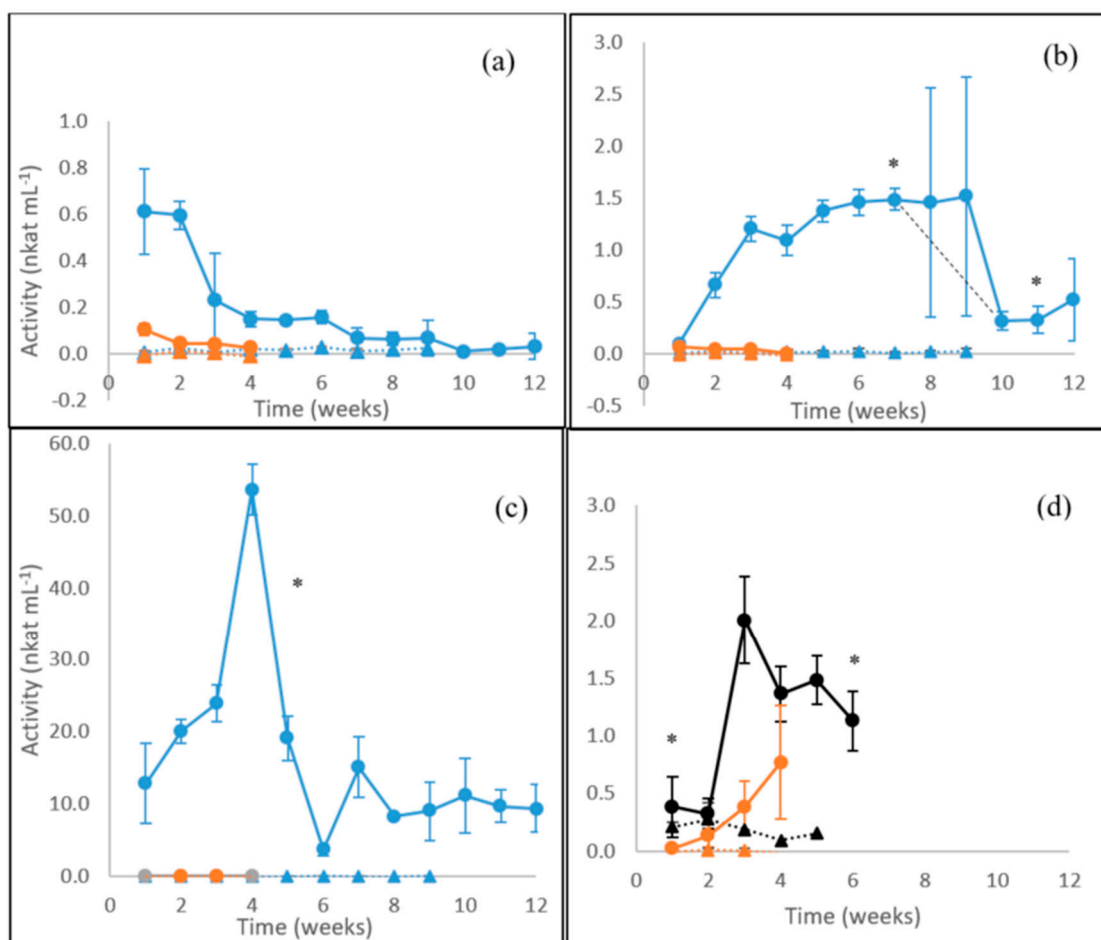 (a)
1.0
0.8
0.6
0.4
0.2
0.0
-0.2
Activity (nkat mL-1)
0 2 4 6 8 10 12
Time (weeks)
(b)
3.0
2.5
2.0
1.5
1.0
0.5
0.0
-0.5
* *
0 2 4 6 8 10 12
Time (weeks)
(c)
60.0
50.0
40.0
30.0
20.0
10.0
0.0
Activity (nkat mL-1)
*
0 2 4 6 8 10 12
Time (weeks)
(d)
3.0
2.5
2.0
1.5
1.0
0.5
0.0
* *
0 2 4 6 8 10 12
Time (weeks)